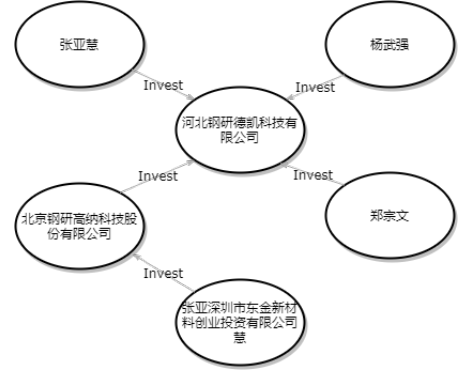 张亚慧
杨武强
Invest
Invest
河北钢研德凯科技有
限公司
Invest
Invest
北京钢研高纳科技股
份有限公司
郑宗文
Invest
张亚深圳市东金新材
料创业投资有限公司
慧